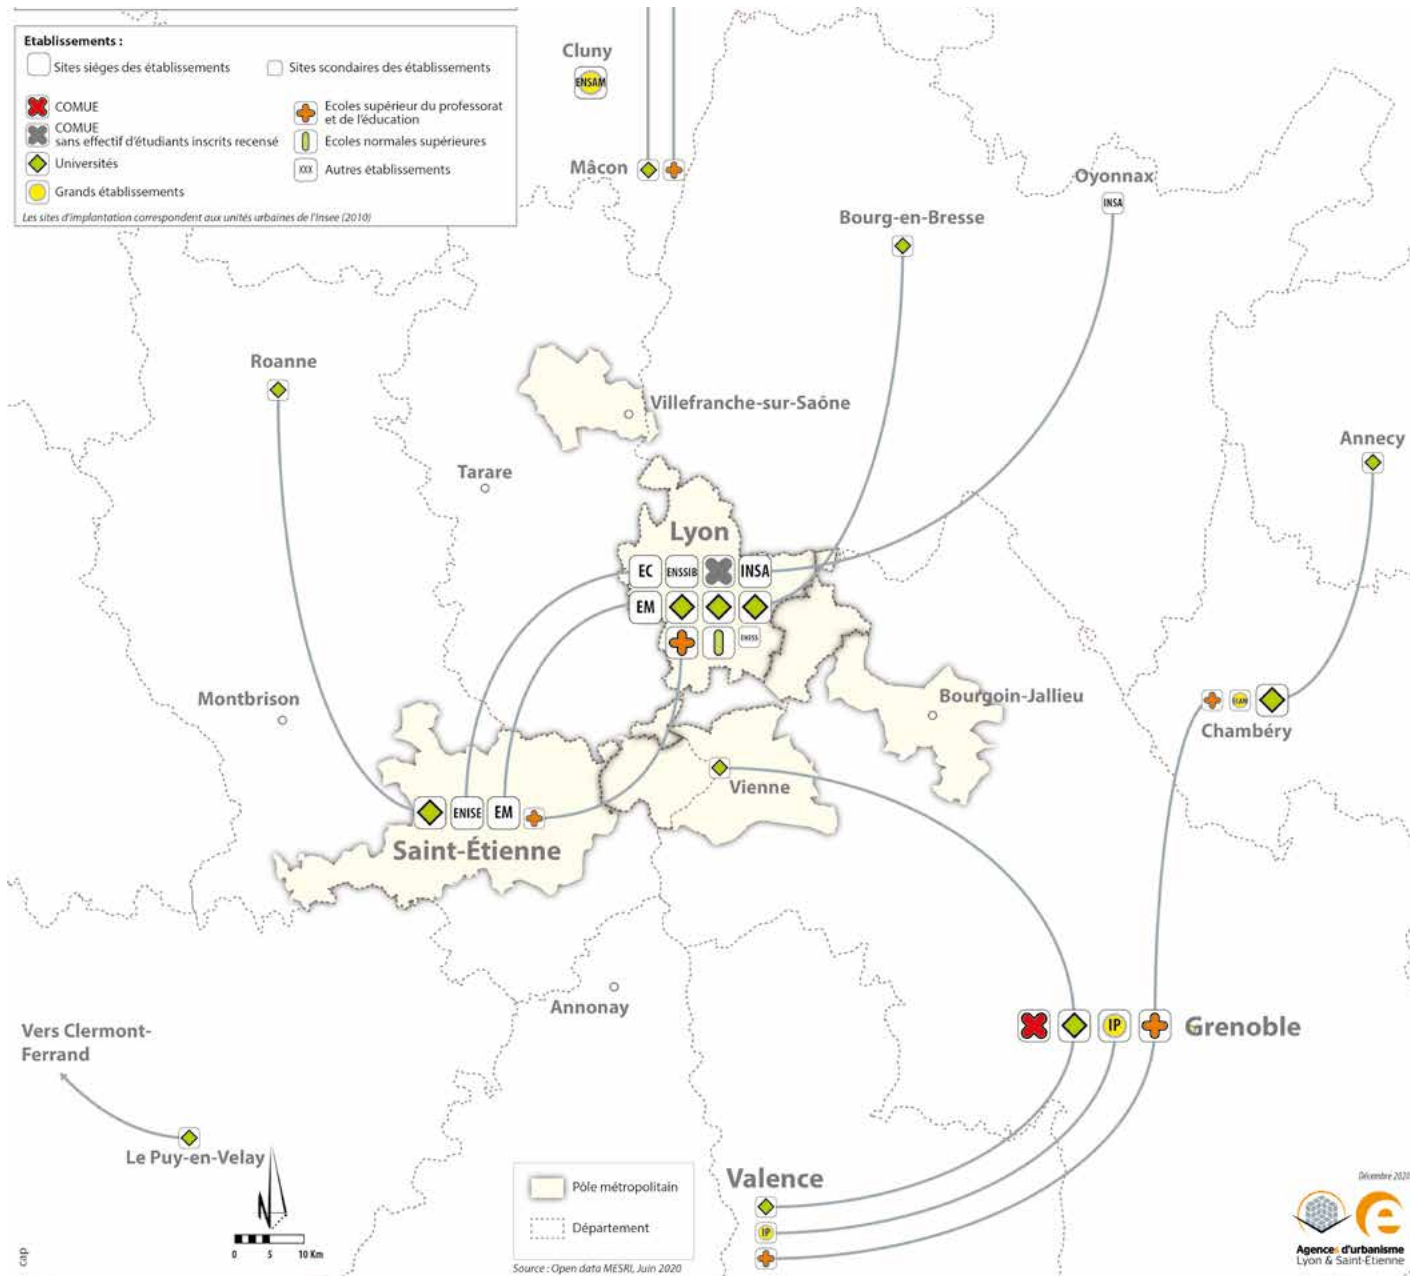 Etablissements :
Sites sièges des établissements
Sites scondaires des établissements
COMUE
COMUE
sans effectif d'étudiants inscrits recensé
Universités
Grands établissements
Ecoles supérieur du professorat
et de l'éducation
Ecoles normales supérieures
XXX Autres établissements
Les sites d'implantation correspondent aux unités urbaines de l'Insee (2010)
Cluny
ENSAM
Mâcon
Oyonnax
INSA
Bourg-en-Bresse
Roanne
Villefranche-sur-Saône
Annecy
Tarare
Lyon
EC ENSSIB INSA
EM
EHESS
Montbrison
Bourgoin-Jallieu
Chambéry
Vienne
ENISE EM
Saint-Étienne
Annonay
IP
Grenoble
Vers Clermont-
Ferrand
Le Puy-en-Velay
N
0 5 10 Km
cap
Pôle métropolitain
Département
Source : Open data MESRI, Juin 2020
Valence
IP
Décembre 2020
Agences d'urbanisme
Lyon & Saint-Etienne